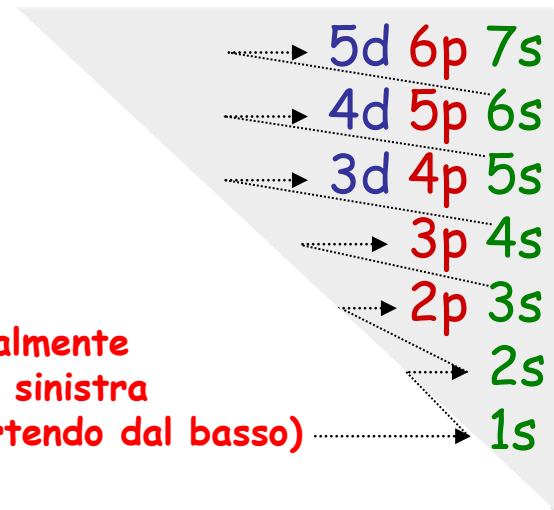 5d 6p 7s
4d 5p 6s
3d 4p 5s
3p 4s
2p 3s
almente
2s
sinistra
rtendo dal basso)
1s